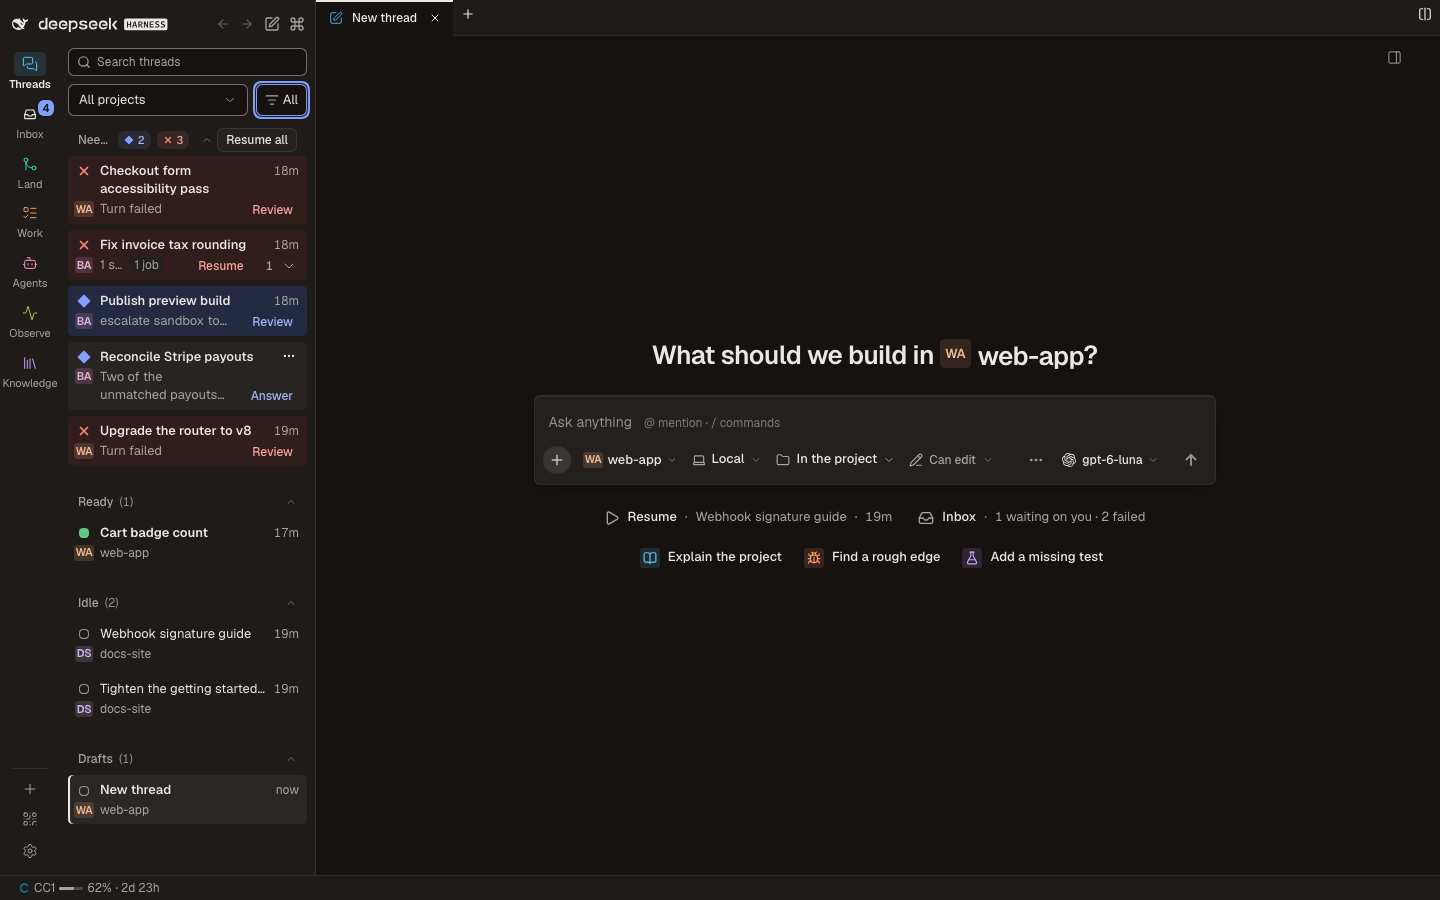 deepseek HARNESS
New thread
Search threads
Threads
All projects
All
4
Inbox
Nee... 2 3 Resume all
Checkout form accessibility pass 18m
WA Turn failed Review
Land
Work
Fix invoice tax rounding 18m
BA 1 s... 1 job Resume 1
Agents
Publish preview build 18m
BA escalate sandbox to... Review
Observe
Reconcile Stripe payouts ...
BA Two of the unmatched payouts... Answer
Knowledge
Upgrade the router to v8 19m
WA Turn failed Review
Ready (1)
Cart badge count 17m
WA web-app
Idle (2)
Webhook signature guide 19m
DS docs-site
Tighten the getting started... 19m
DS docs-site
Drafts (1)
New thread now
WA web-app
What should we build in WA web-app?
Ask anything @ mention · / commands
WA web-app Local In the project Can edit ... gpt-6-luna
Resume · Webhook signature guide · 19m Inbox · 1 waiting on you · 2 failed
Explain the project Find a rough edge Add a missing test
C CC1 62% · 2d 23h